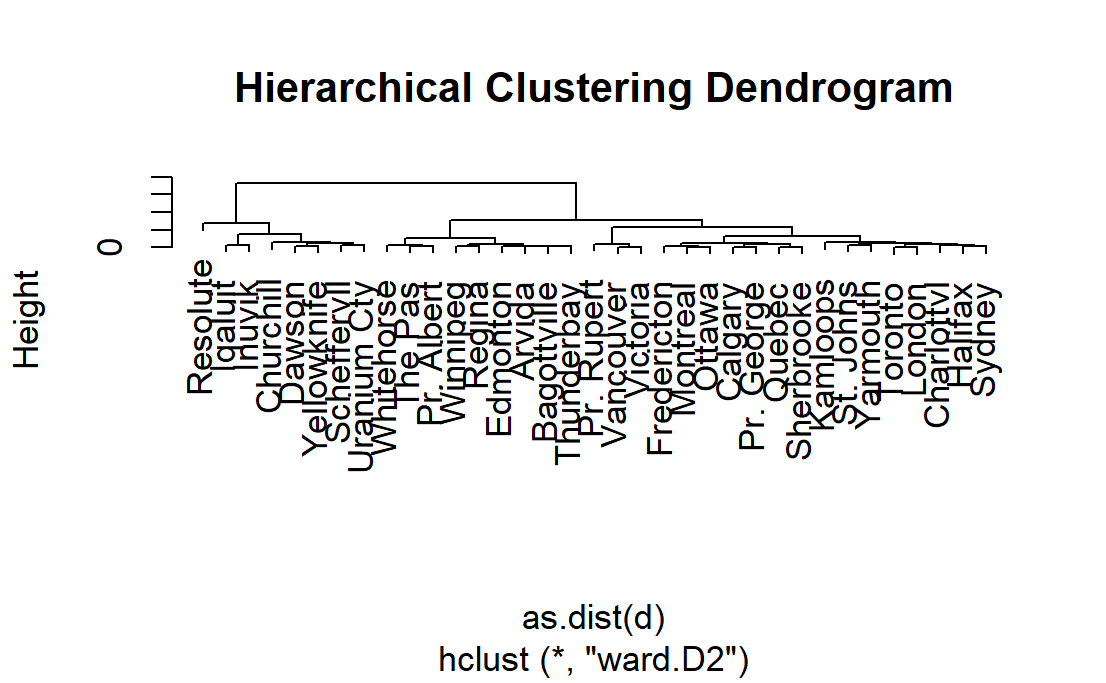 Hierarchical Clustering Dendrogram
Height
0
Resolute
Iqaluit
Inuvik
Churchill
Dawson
Yellowknife
Scheffervll
Uranium Cty
Whitehorse
The Pas
Pr. Albert
Winnipeg
Regina
Edmonton
Arvida
Bagottville
Thunderbay
Pr. Rupert
Vancouver
Victoria
Fredericton
Montreal
Ottawa
Calgary
Pr. George
Quebec
Sherbrooke
Kamloops
St. Johns
Yarmouth
Toronto
London
Charlottvl
Halifax
Sydney
as.dist(d)
hclust (*, "ward.D2")